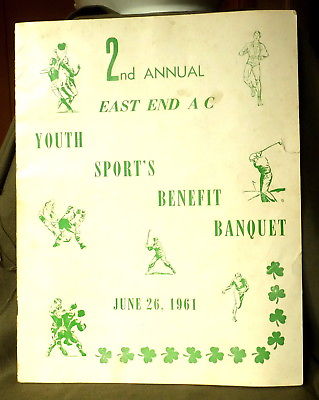 2nd ANNUAL
EAST END A C
YOUTH
SPORT'S
BENEFIT
BANQUET
JUNE 26, 1961